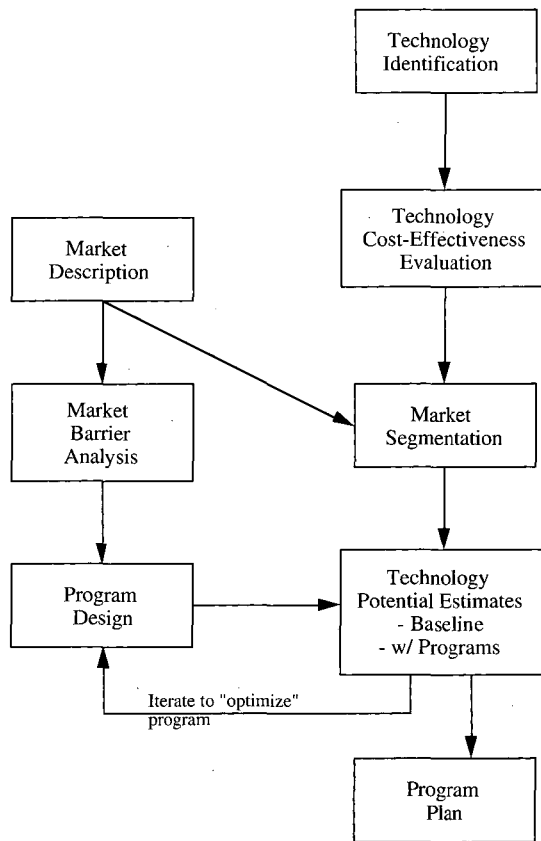 Technology
Identification
Technology
Cost-Effectiveness
Evaluation
Market
Description
Market
Barrier
Analysis
Market
Segmentation
Program
Design
Technology
Potential Estimates
- Baseline
- w/ Programs
Iterate to "optimize"
program
Program
Plan